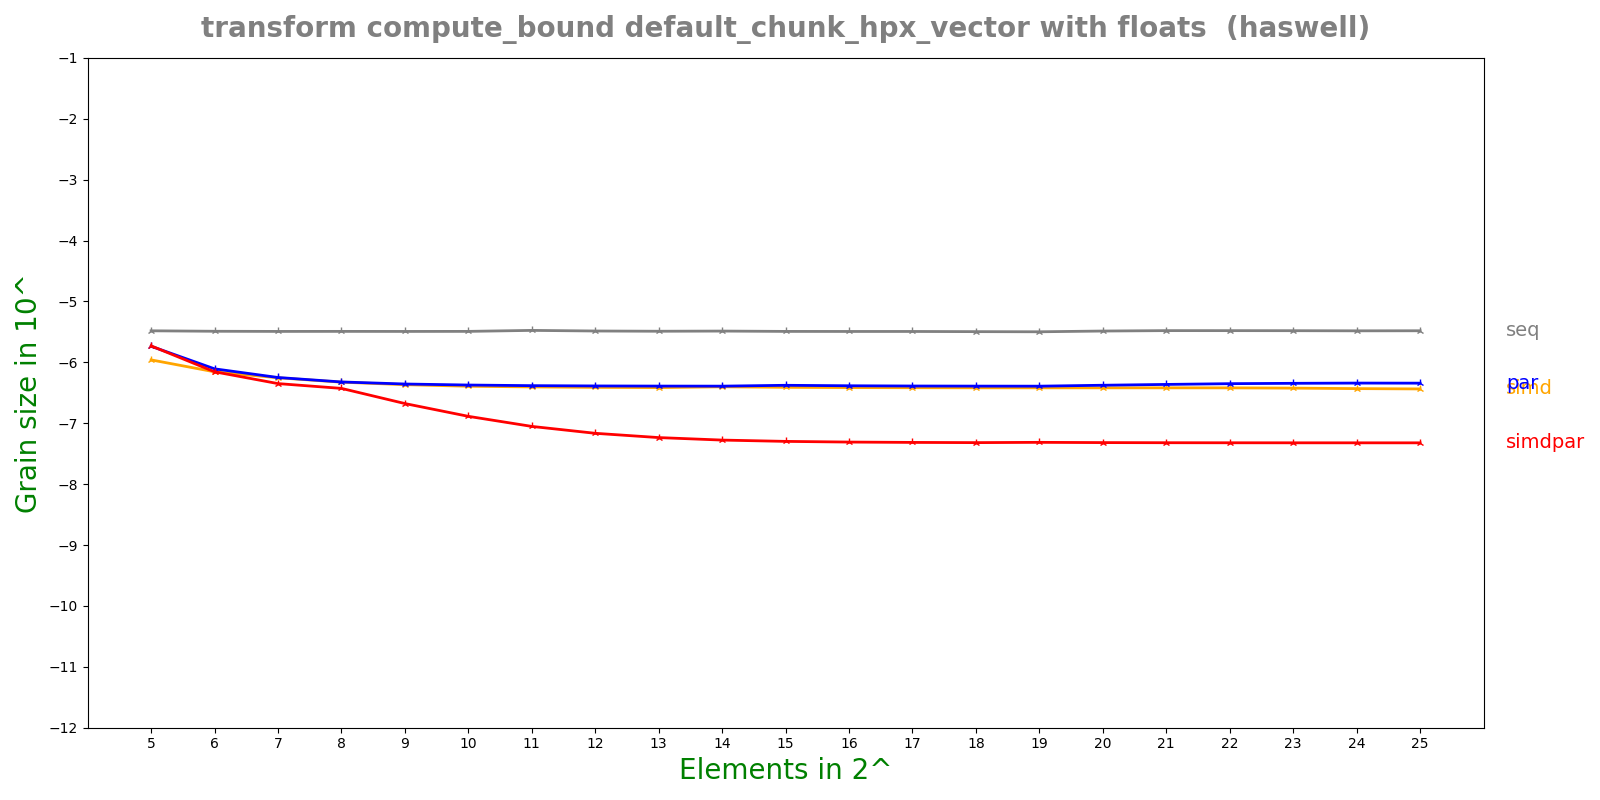 transform compute_bound default_chunk_hpx_vector with floats (haswell)
Grain size in 10^
−1
−2
−3
−4
−5
−6
−7
−8
−9
−10
−11
−12
seq
par
simd
simdpar
5 6 7 8 9 10 11 12 13 14 15 16 17 18 19 20 21 22 23 24 25
Elements in 2^